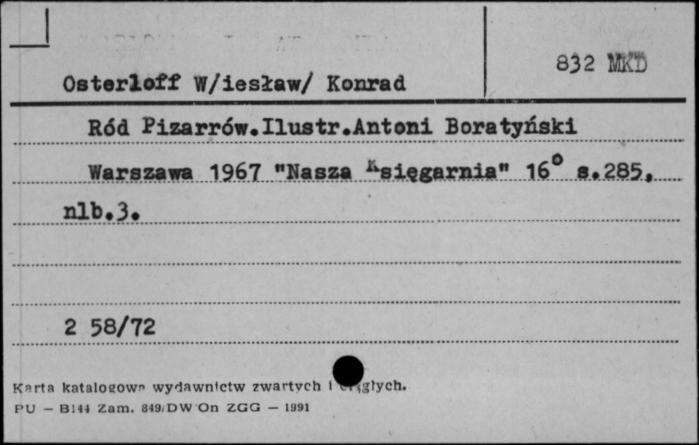 832 MKD
Osterloff W/iesław/ Konrad
Ród Pizarrów.Ilustr.Antoni Boratyński
Warszawa 1967 "Nasza Księgarnia" 16° s.285,
nlb.3.
2 58/72
Karta katalogowa wydawnictw zwartych i ciągłych.
PU — B144 Zam. 849/DW On ZGG — 1991